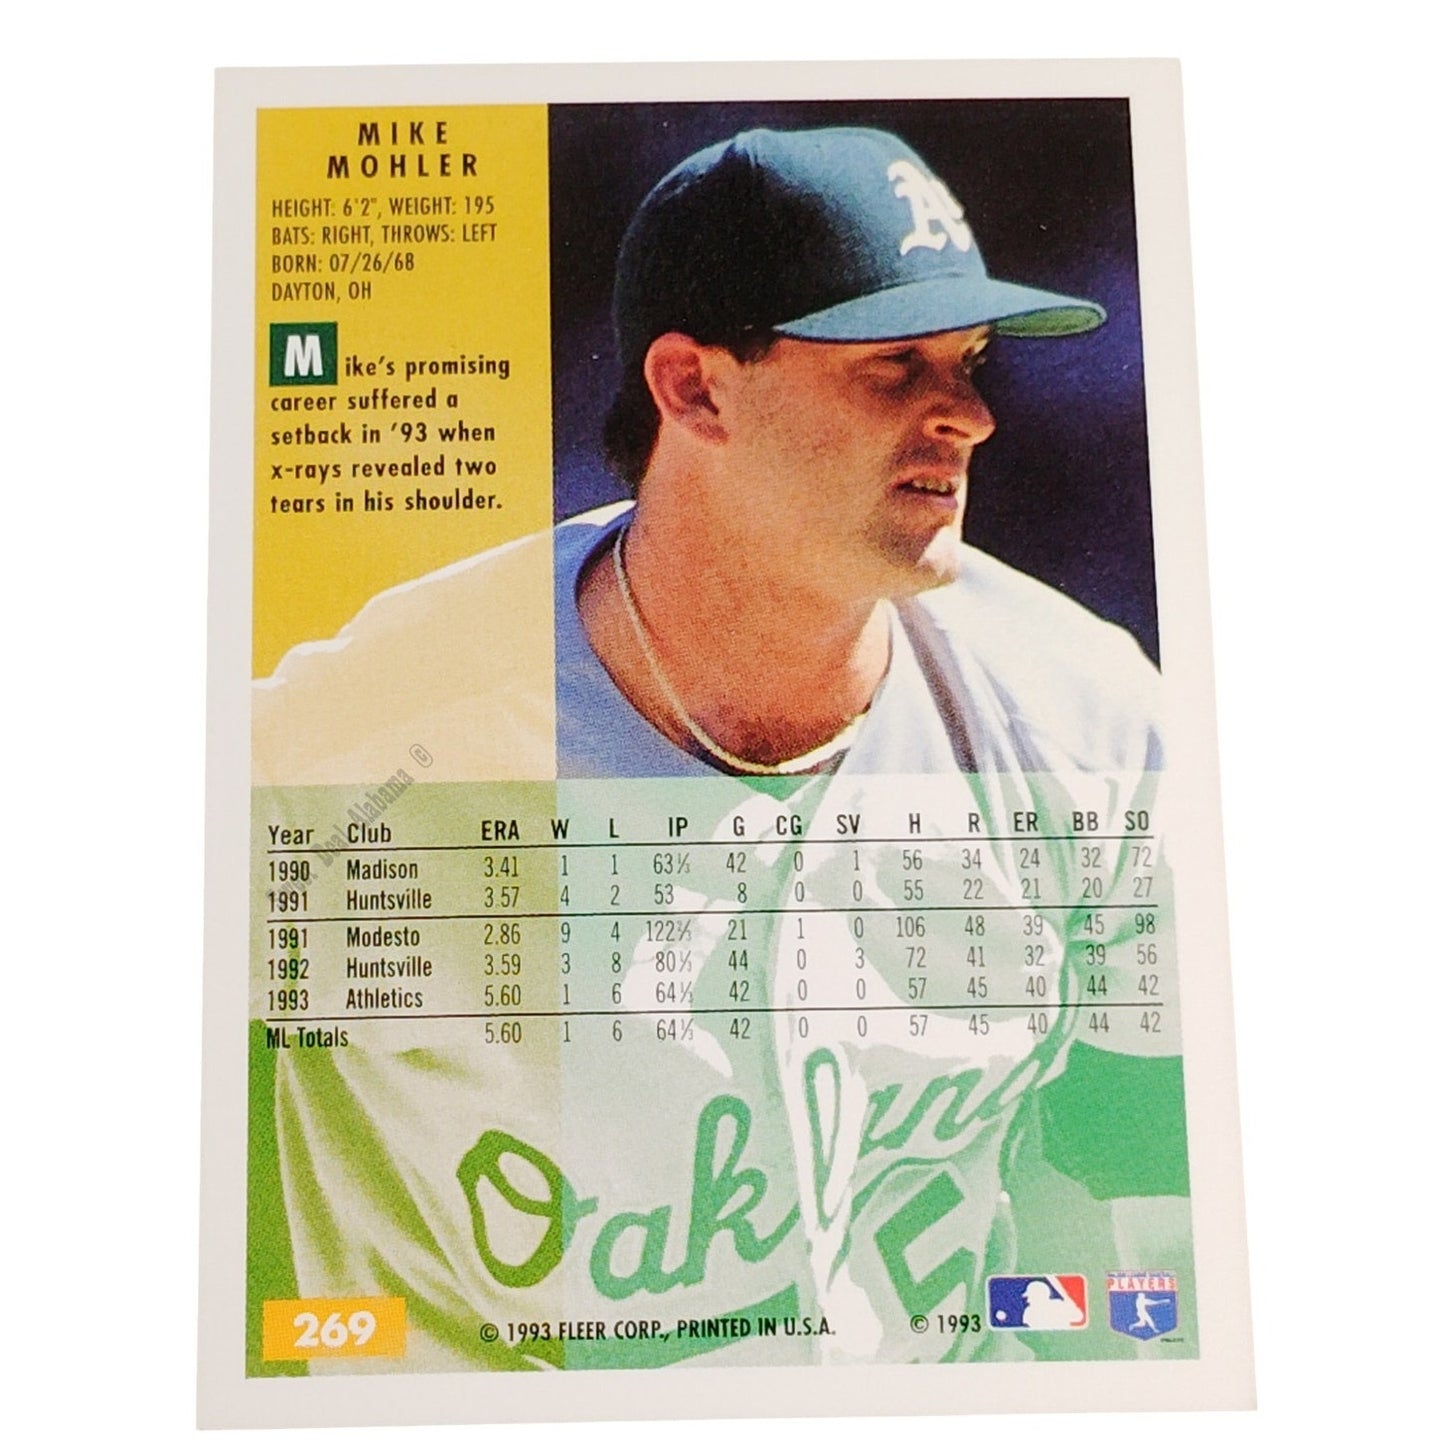 MIKE
MOHLER
HEIGHT: 6'2", WEIGHT: 195
BATS: RIGHT, THROWS: LEFT
BORN: 07/26/68
DAYTON, OH
Mike's promising
career suffered a
setback in '93 when
x-rays revealed two
tears in his shoulder.
A's
Deal Alabama ©
Year Club ERA W L IP G CG SV H R ER BB SO
1990 Madison 3.41 1 1 63⅓ 42 0 1 56 34 24 32 72
1991 Huntsville 3.57 4 2 53 8 0 0 55 22 21 20 27
1991 Modesto 2.86 9 4 122⅔ 21 1 0 106 48 39 45 98
1992 Huntsville 3.59 3 8 80⅓ 44 0 3 72 41 32 39 56
1993 Athletics 5.60 1 6 64⅓ 42 0 0 57 45 40 44 42
ML Totals 5.60 1 6 64⅓ 42 0 0 57 45 40 44 42
Oakland
269
© 1993 FLEER CORP., PRINTED IN U.S.A.
© 1993
PLAYERS